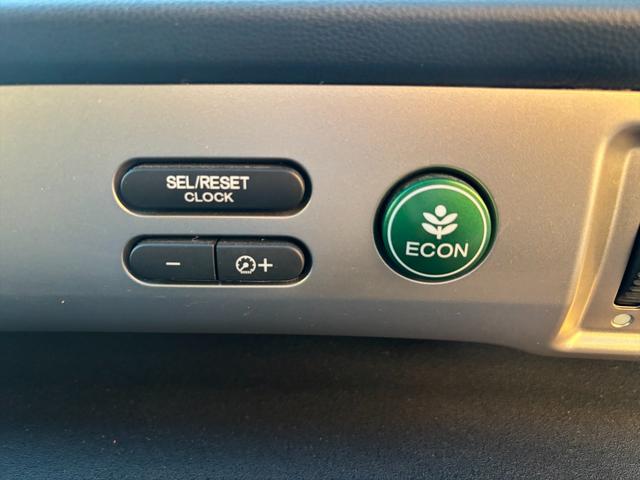 SEL/RESET
CLOCK
- +
ECON